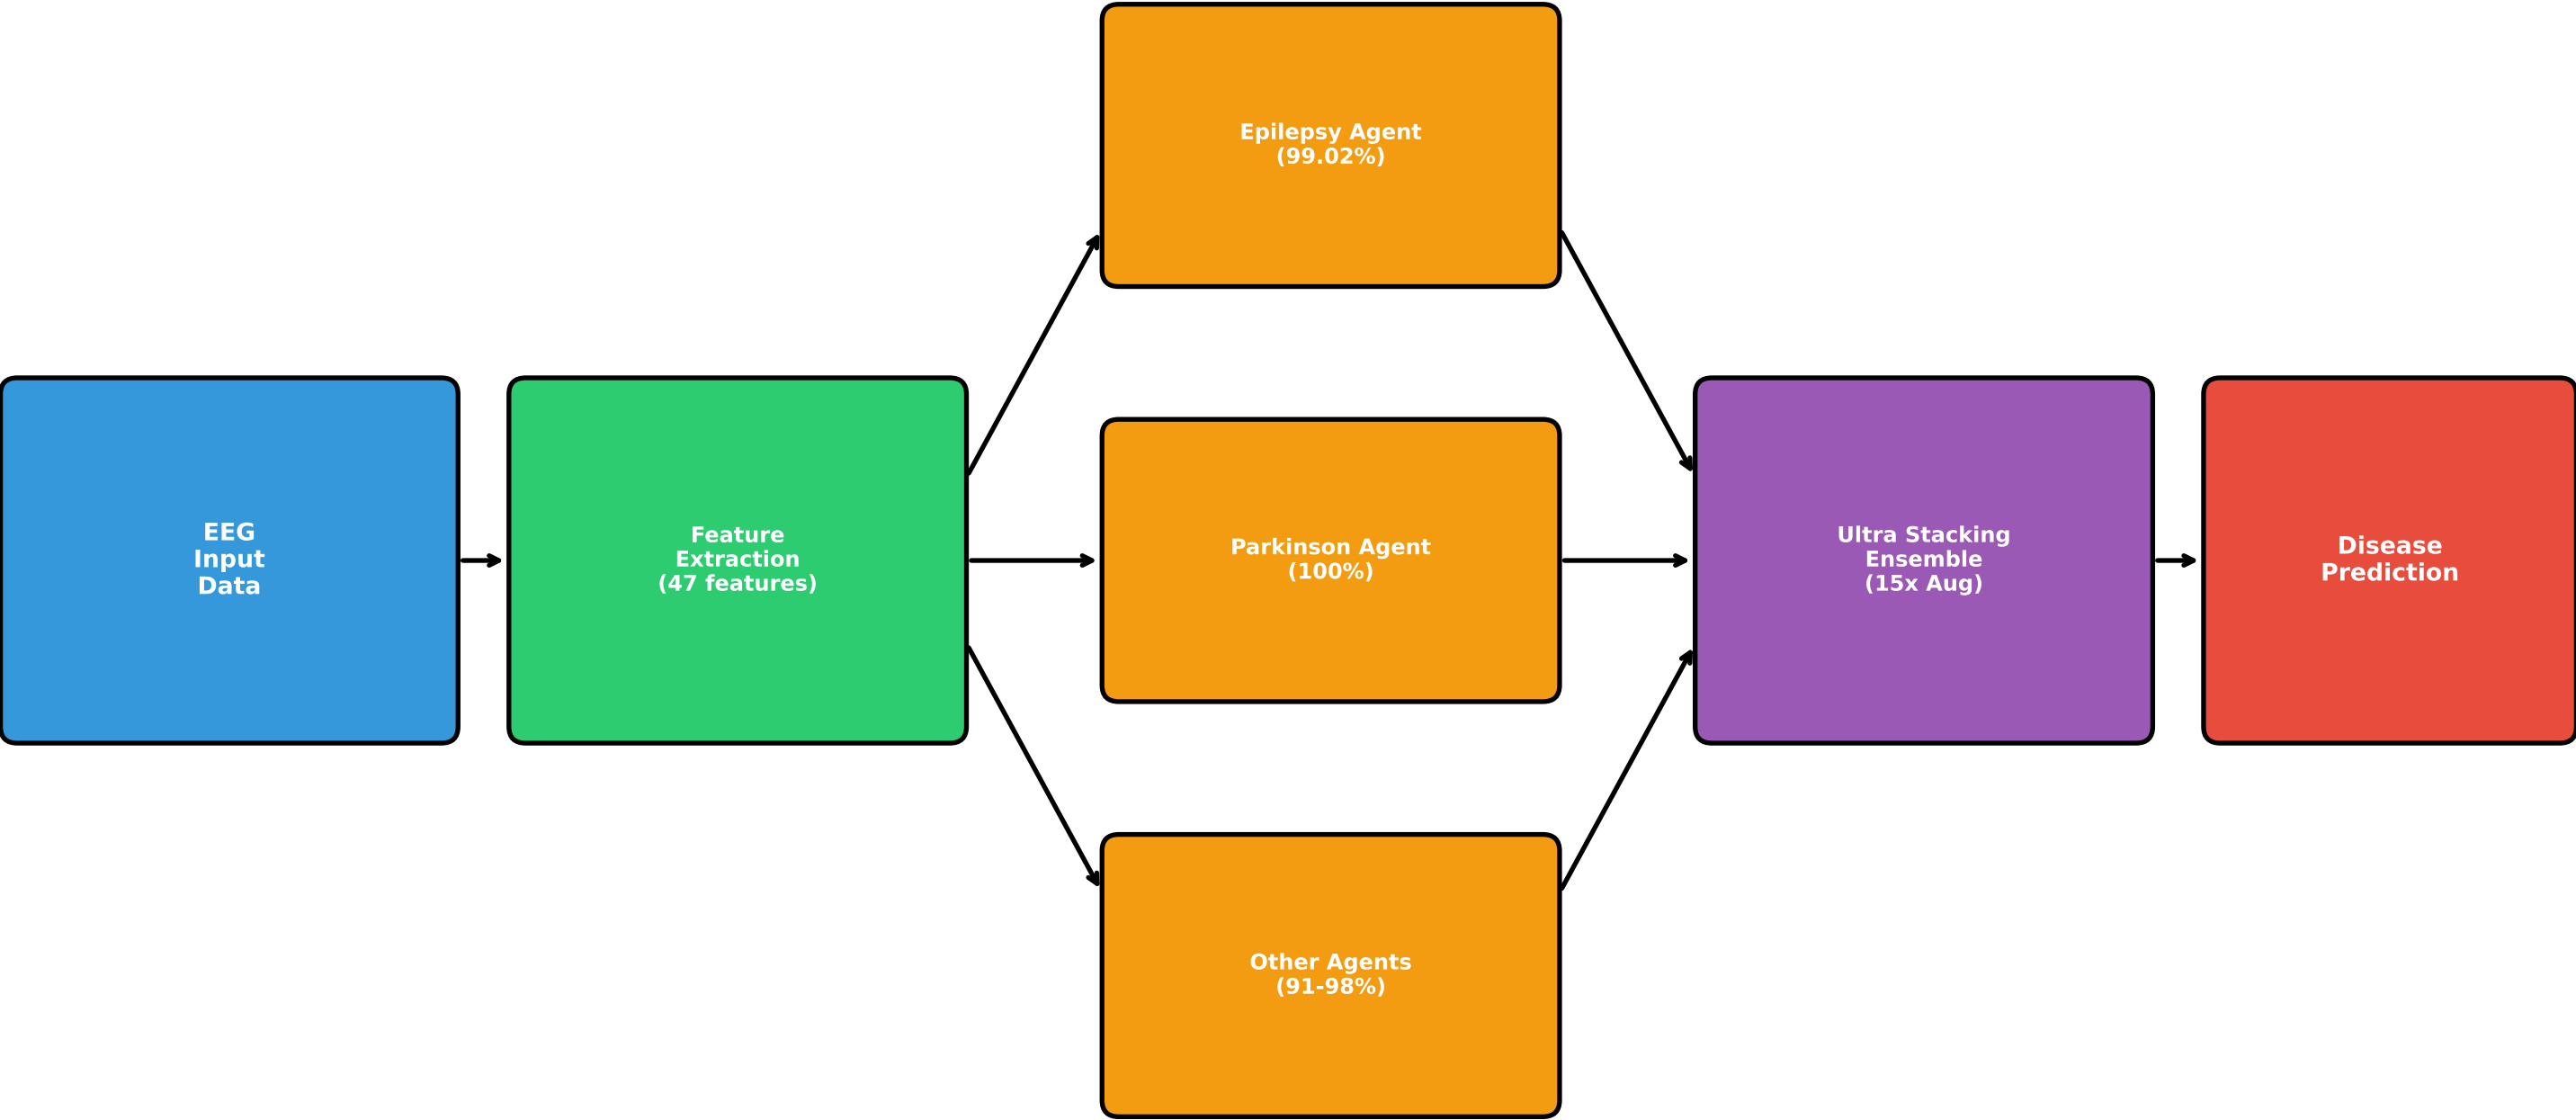 EEG
Input
Data
Feature
Extraction
(47 features)
Epilepsy Agent
(99.02%)
Parkinson Agent
(100%)
Other Agents
(91-98%)
Ultra Stacking
Ensemble
(15x Aug)
Disease
Prediction